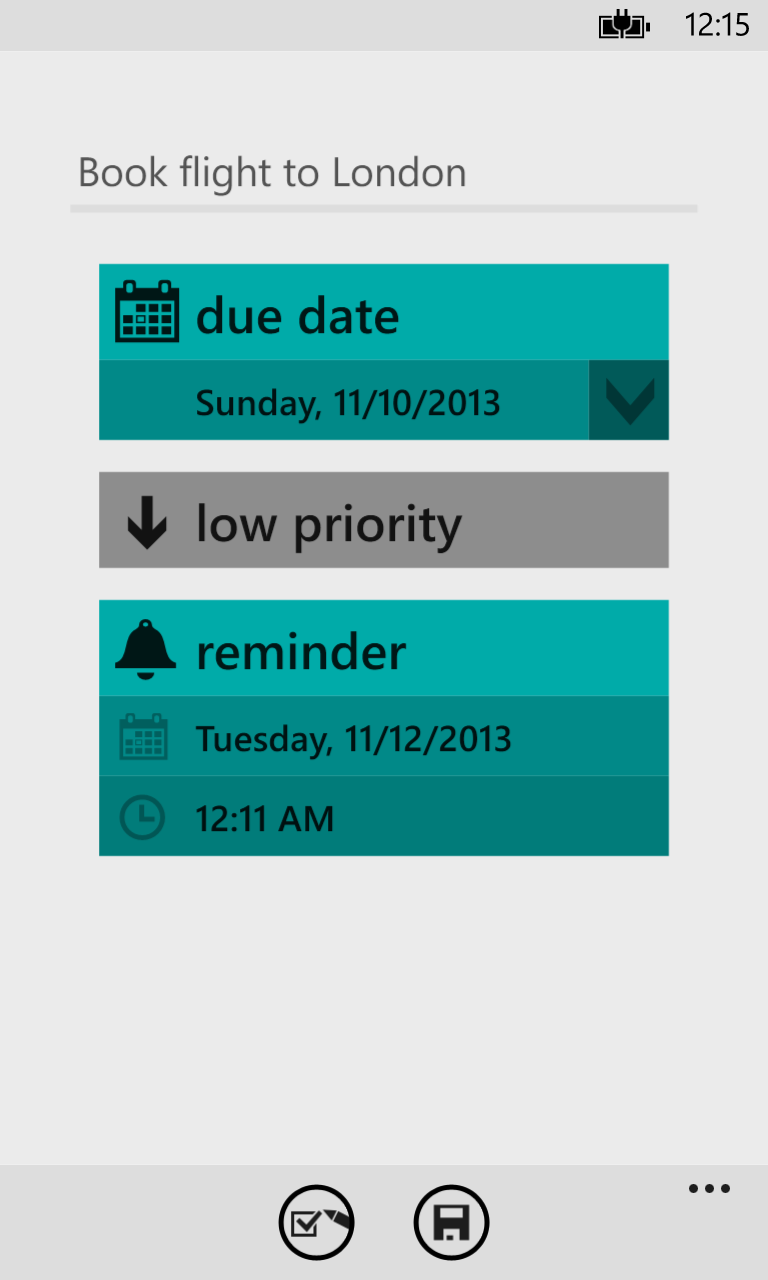 12:15
Book flight to London
due date
Sunday, 11/10/2013
low priority
reminder
Tuesday, 11/12/2013
12:11 AM